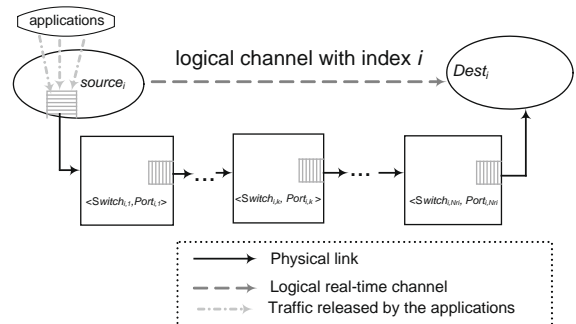 applications
logical channel with index i
source_i
Dest_i
... ...
<Switch_i,1,Port_i,1> <Switch_i,k, Port_i,k > <Switch_i,Nri, Port_i,Nri>
Physical link
Logical real-time channel
Traffic released by the applications